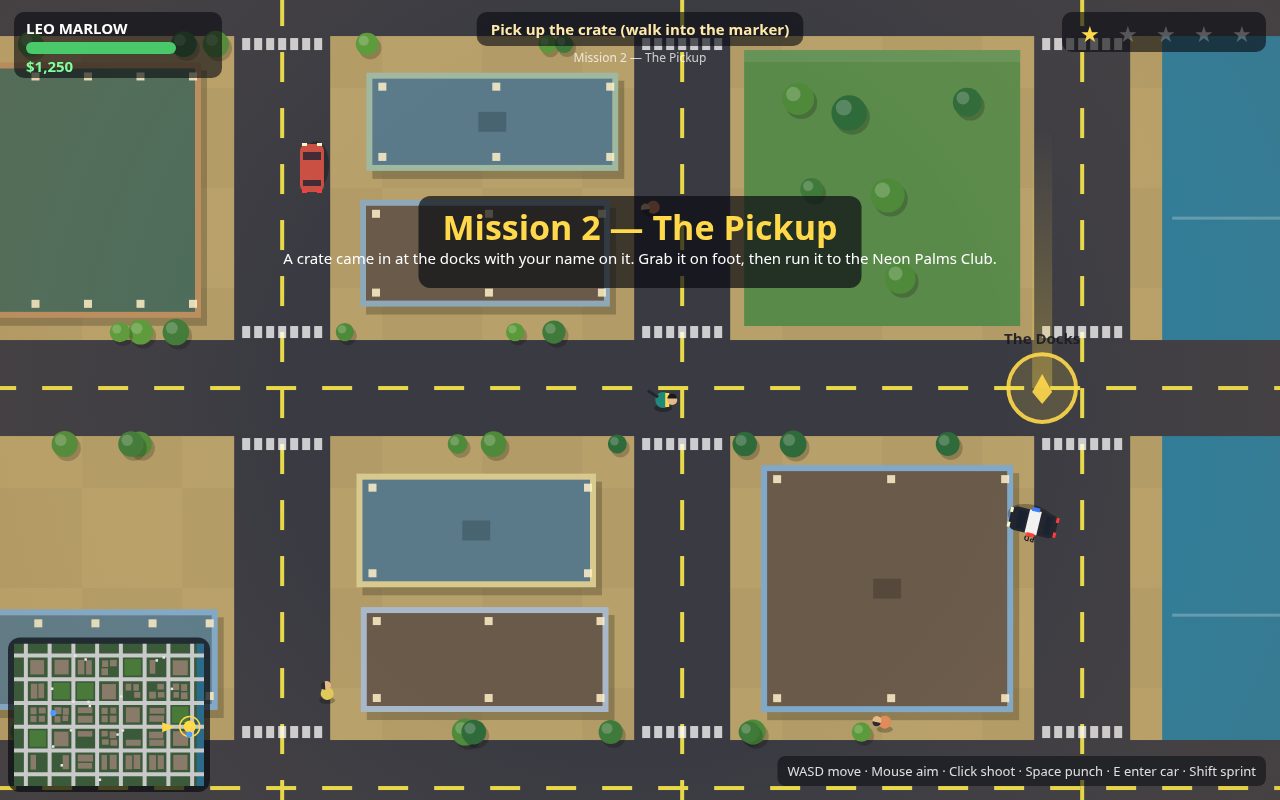 LEO MARLOW
$1,250
Pick up the crate (walk into the marker)
Mission 2 — The Pickup
Mission 2 — The Pickup
A crate came in at the docks with your name on it. Grab it on foot, then run it to the Neon Palms Club.
The Docks
WASD move · Mouse aim · Click shoot · Space punch · E enter car · Shift sprint